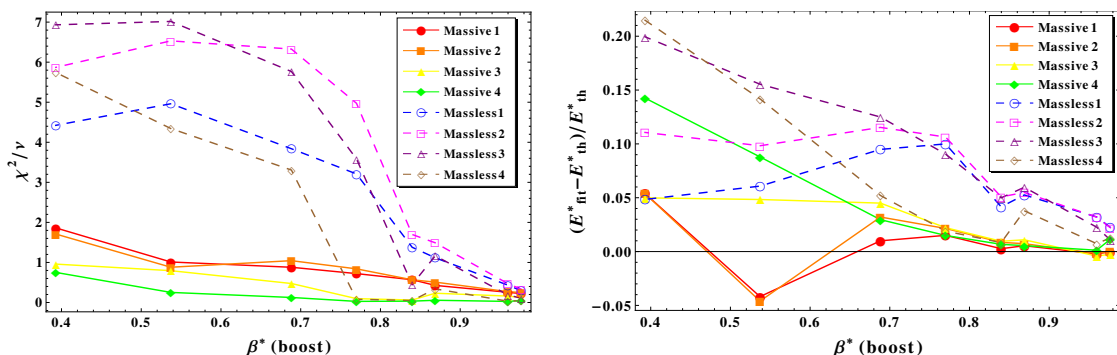 7
6
5
4
3
2
1
0
χ²/ν
0.4 0.5 0.6 0.7 0.8 0.9
β* (boost)
Massive 1
Massive 2
Massive 3
Massive 4
Massless1
Massless2
Massless3
Massless4
0.20
0.15
0.10
0.05
0.00
-0.05
(E*fit−E*th)/E*th
0.4 0.5 0.6 0.7 0.8 0.9
β* (boost)
Massive 1
Massive 2
Massive 3
Massive 4
Massless1
Massless2
Massless3
Massless4